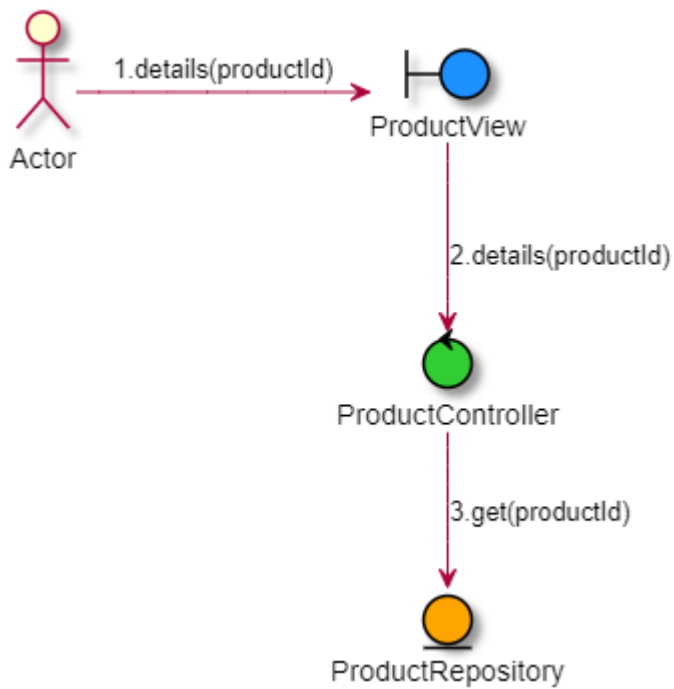 1.details(productId)
ProductView
Actor
2.details(productId)
ProductController
3.get(productId)
ProductRepository